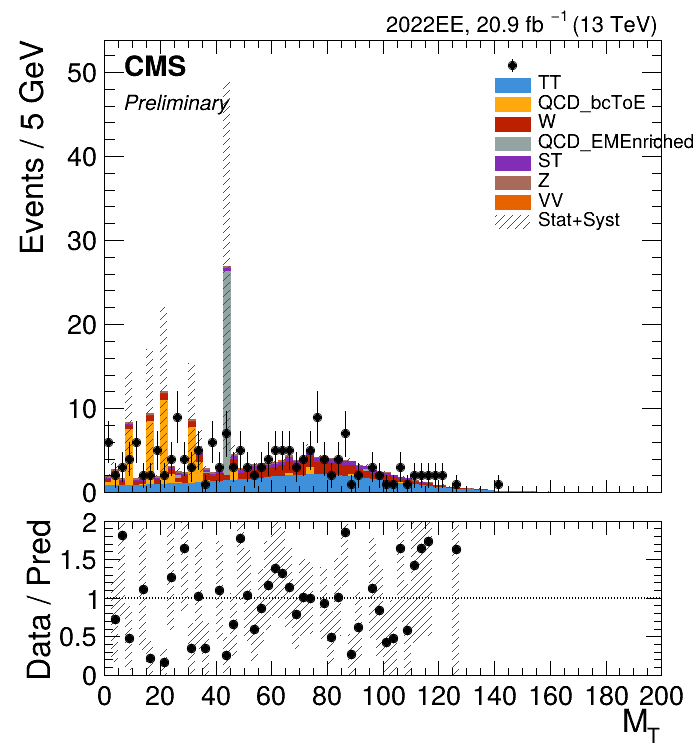 2022EE, 20.9 fb⁻¹ (13 TeV)
CMS
Preliminary
TT
QCD_bcToE
W
QCD_EMEnriched
ST
Z
VV
Stat+Syst
Events / 5 GeV
50
40
30
20
10
0
Data / Pred
2
1.5
1
0.5
0
0 20 40 60 80 100 120 140 160 180 200
M_T